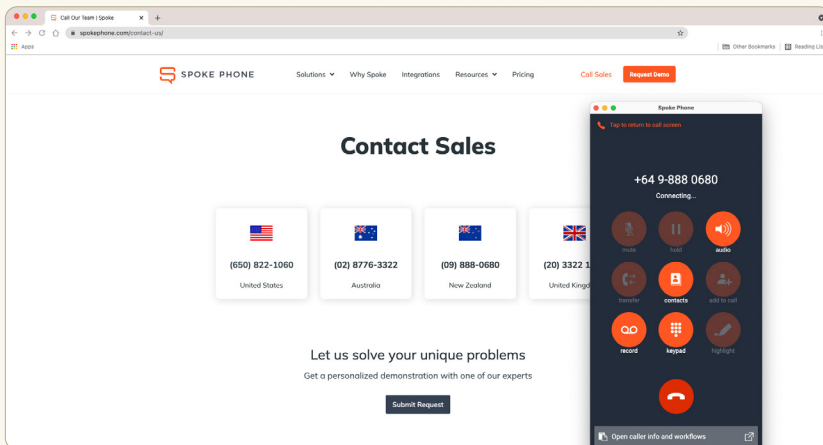 Call Our Team | Spoke
spokephone.com/contact-us/
Apps
Other Bookmarks
Reading Lis
SPOKE PHONE
Solutions
Why Spoke
Integrations
Resources
Pricing
Call Sales
Request Demo
Contact Sales
(650) 822-1060
United States
(02) 8776-3322
Australia
(09) 888-0680
New Zealand
(20) 3322 1
United Kingd
Let us solve your unique problems
Get a personalized demonstration with one of our experts
Submit Request
Spoke Phone
Tap to return to call screen
+64 9-888 0680
Connecting...
mute
hold
audio
transfer
contacts
add to call
record
keypad
highlight
Open caller info and workflows